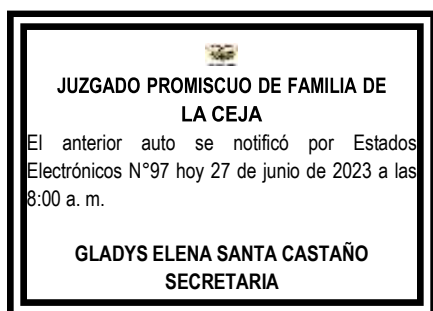 JUZGADO PROMISCUO DE FAMILIA DE
LA CEJA
El anterior auto se notificó por Estados
Electrónicos N°97 hoy 27 de junio de 2023 a las
8:00 a. m.
GLADYS ELENA SANTA CASTAÑO
SECRETARIA